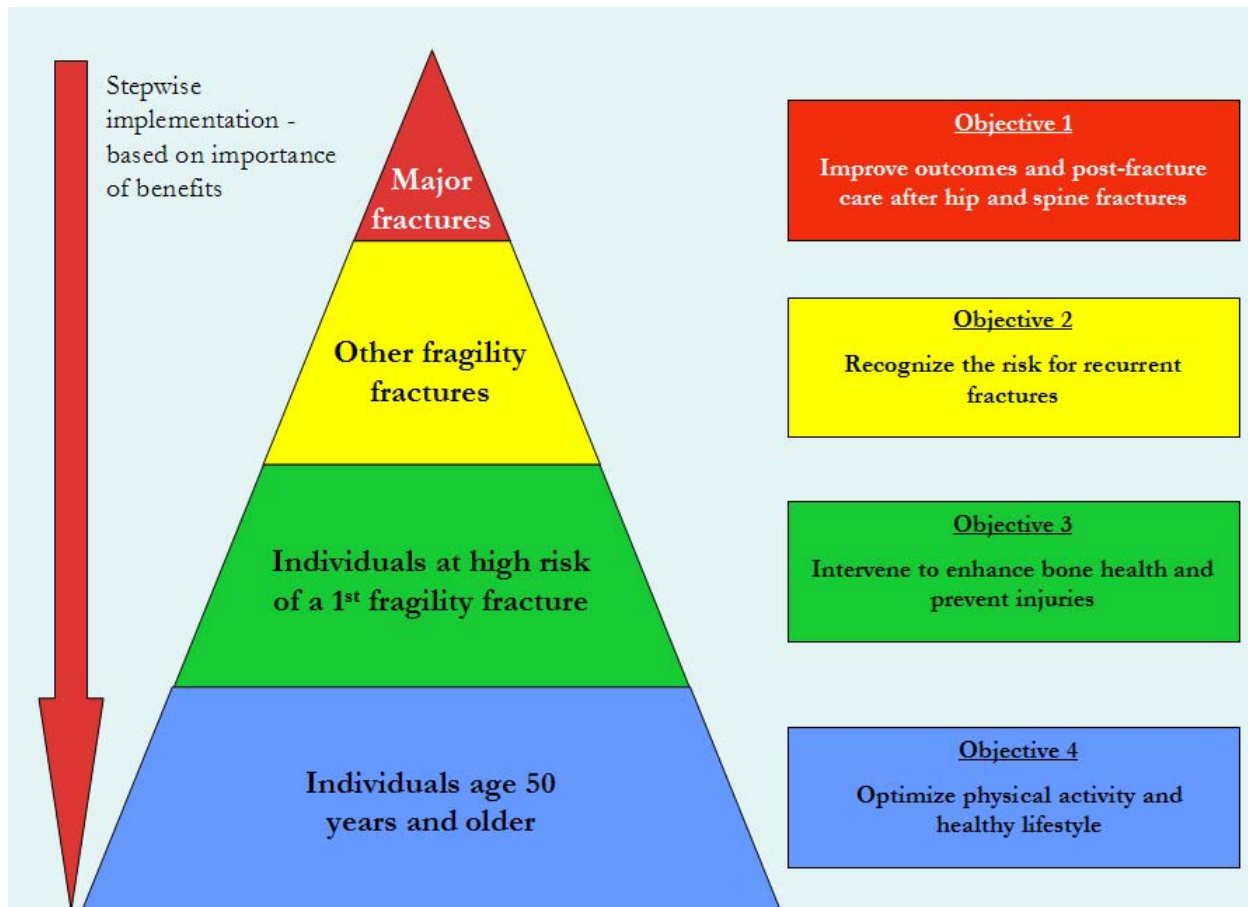 Stepwise
implementation -
based on importance
of benefits
Major
fractures
Objective 1
Improve outcomes and post-fracture
care after hip and spine fractures
Other fragility
fractures
Objective 2
Recognize the risk for recurrent
fractures
Individuals at high risk
of a 1st fragility fracture
Objective 3
Intervene to enhance bone health and
prevent injuries
Individuals age 50
years and older
Objective 4
Optimize physical activity and
healthy lifestyle